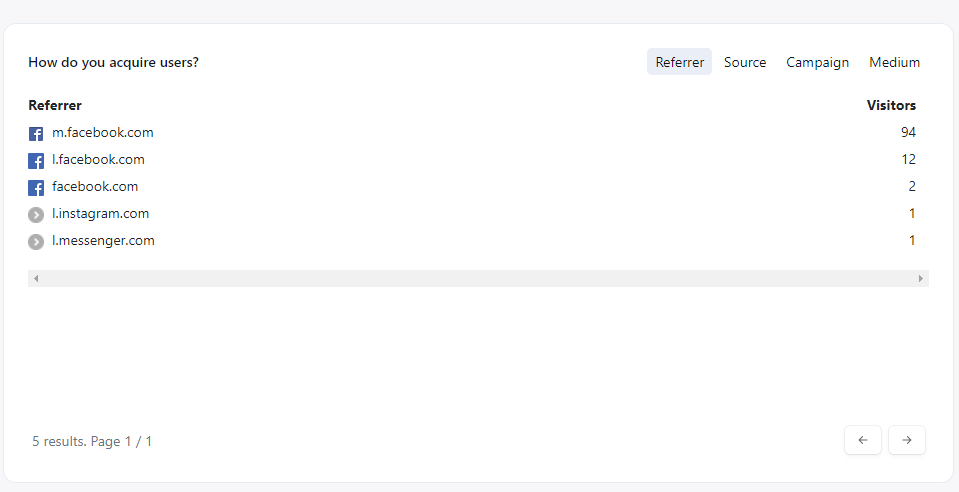 How do you acquire users? Referrer Source Campaign Medium
Referrer Visitors
m.facebook.com 94
l.facebook.com 12
facebook.com 2
l.instagram.com 1
l.messenger.com 1
5 results. Page 1 / 1